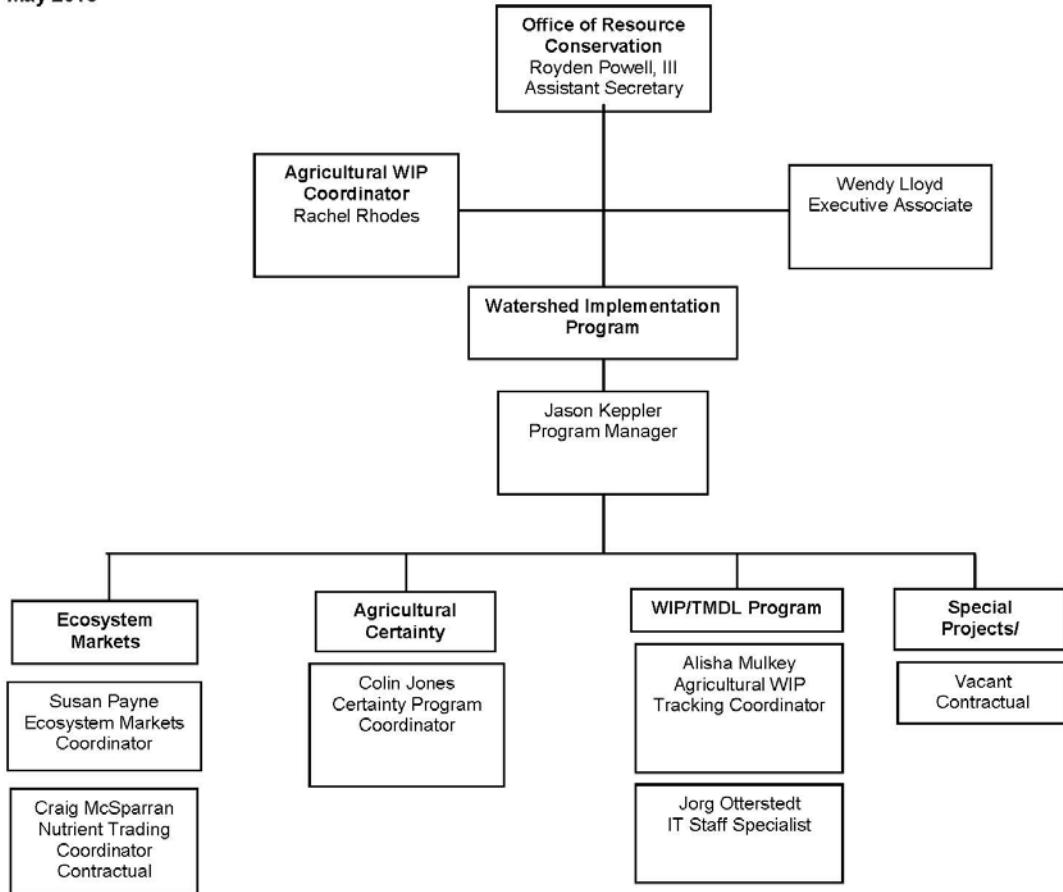 Office of Resource
Conservation
Royden Powell, III
Assistant Secretary
Agricultural WIP
Coordinator
Rachel Rhodes
Wendy Lloyd
Executive Associate
Watershed Implementation
Program
Jason Keppler
Program Manager
Ecosystem
Markets
Susan Payne
Ecosystem Markets
Coordinator
Craig McSparran
Nutrient Trading
Coordinator
Contractual
Agricultural
Certainty
Colin Jones
Certainty Program
Coordinator
WIP/TMDL Program
Alisha Mulkey
Agricultural WIP
Tracking Coordinator
Jorg Otterstedt
IT Staff Specialist
Special
Projects/
Vacant
Contractual